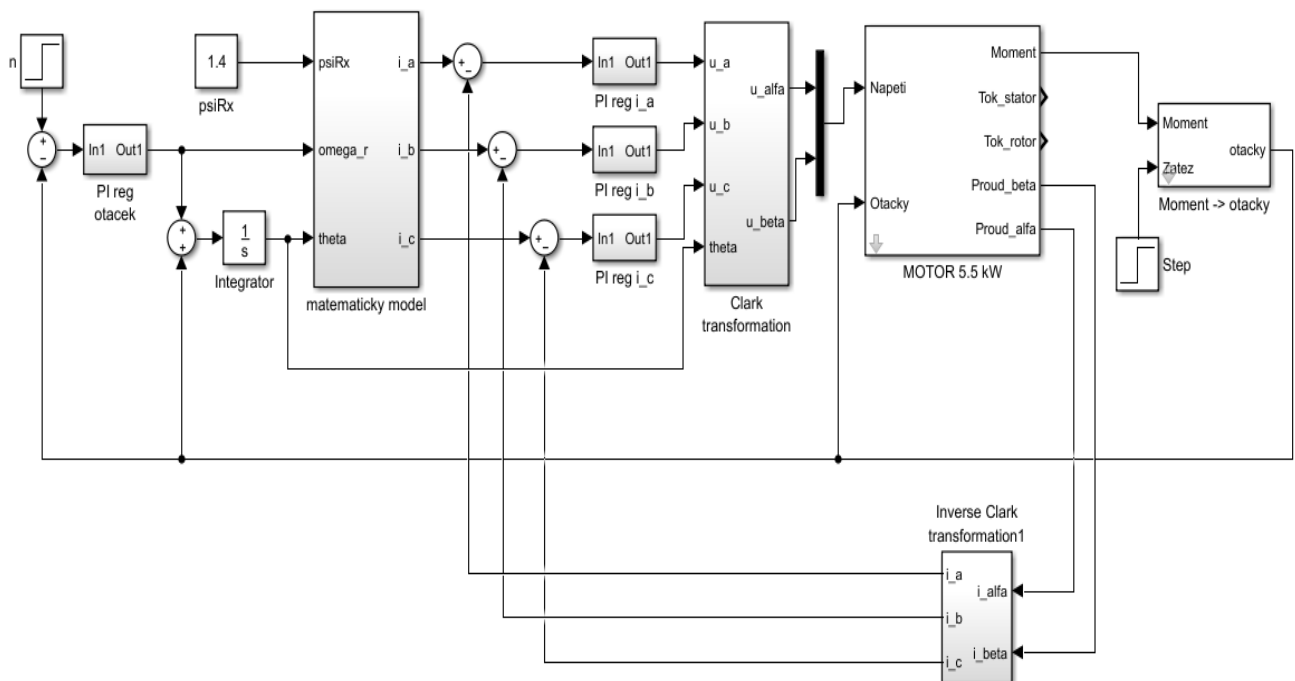 n
PI reg
otacek
In1 Out1
1.4
psiRx
1
s
Integrator
psiRx
omega_r
theta
i_a
i_b
i_c
matematicky model
In1 Out1
PI reg i_a
In1 Out1
PI reg i_b
In1 Out1
PI reg i_c
u_a
u_b
u_c
theta
u_alfa
u_beta
Clark
transformation
Napeti
Otacky
Moment
Tok_stator
Tok_rotor
Proud_beta
Proud_alfa
MOTOR 5.5 kW
Moment
Zatez
otacky
Moment -> otacky
Step
Inverse Clark
transformation1
i_a
i_b
i_c
i_alfa
i_beta